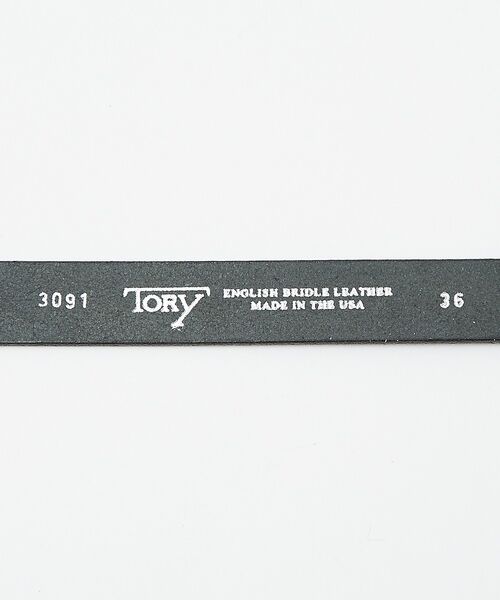 3091
TORY
ENGLISH BRIDLE LEATHER
MADE IN THE USA
36